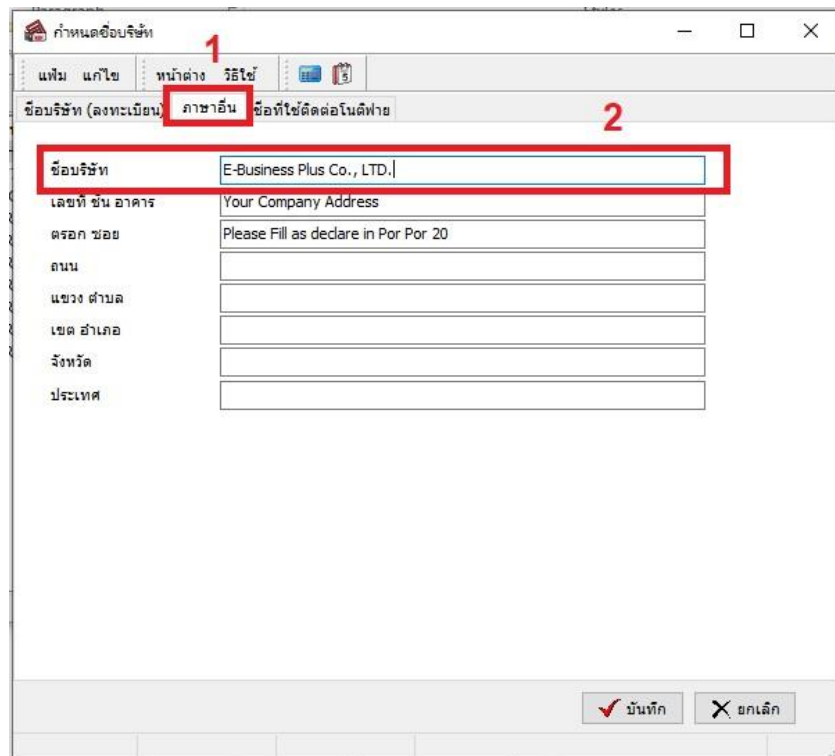 กำหนดชื่อบริษัท
1
แฟ้ม แก้ไข หน้าต่าง วิธีใช้
ชื่อบริษัท (ลงทะเบียน) ภาษาอื่น ชื่อที่ใช้ติดต่อโนติฟาย
2
ชื่อบริษัท E-Business Plus Co., LTD.
เลขที่ ชั้น อาคาร Your Company Address
ตรอก ซอย Please Fill as declare in Por Por 20
ถนน
แขวง ตำบล
เขต อำเภอ
จังหวัด
ประเทศ
บันทึก ยกเลิก